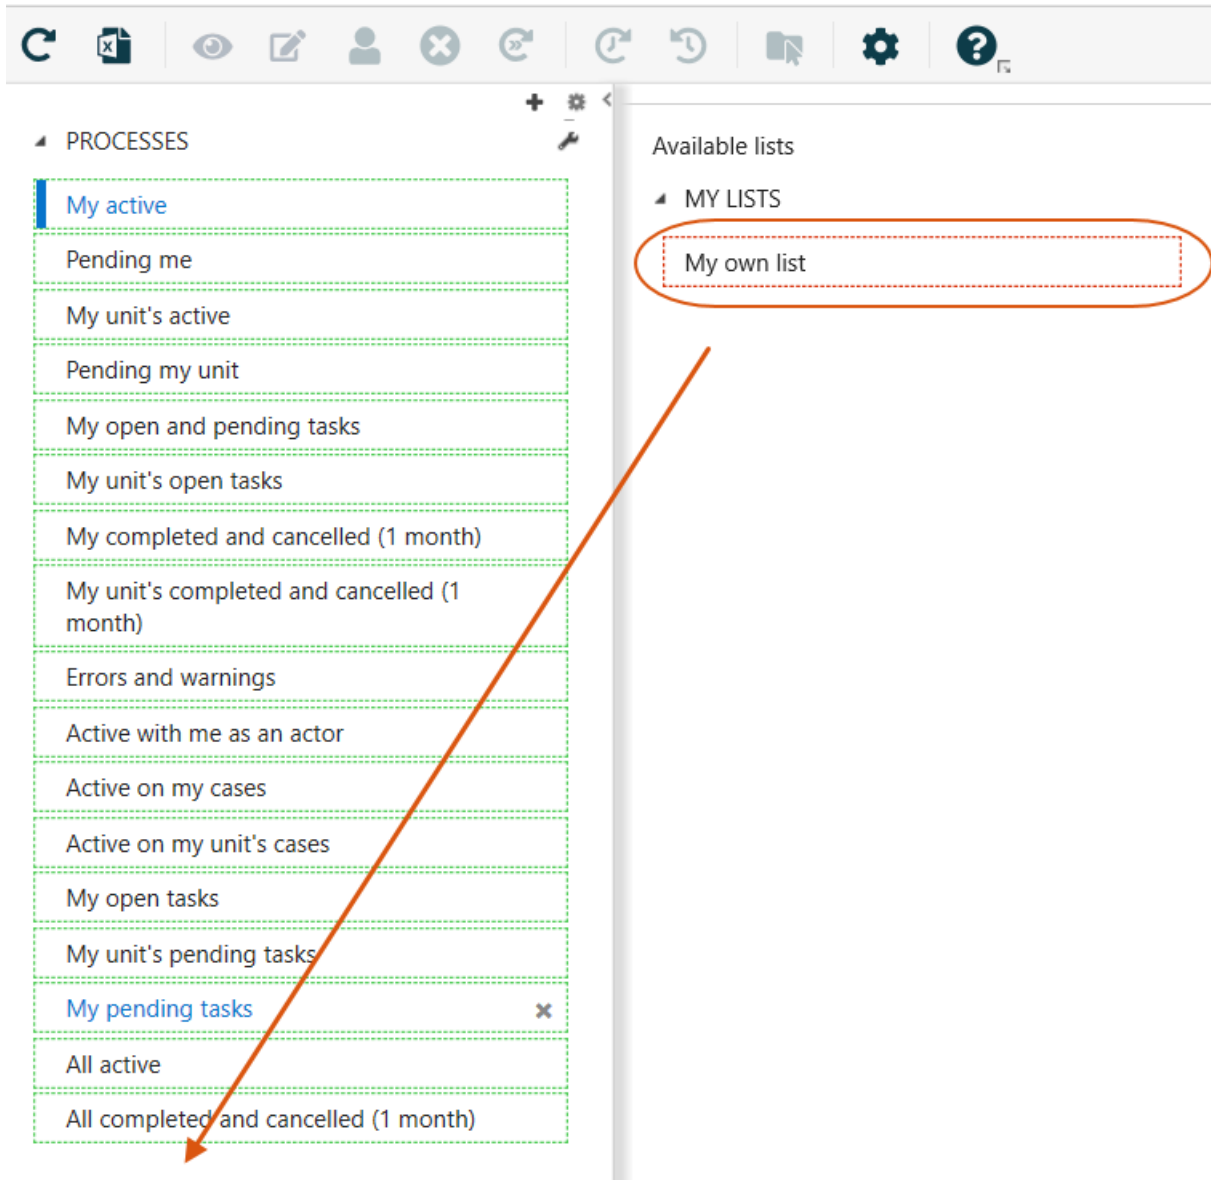 PROCESSES
My active
Pending me
My unit's active
Pending my unit
My open and pending tasks
My unit's open tasks
My completed and cancelled (1 month)
My unit's completed and cancelled (1
month)
Errors and warnings
Active with me as an actor
Active on my cases
Active on my unit's cases
My open tasks
My unit's pending tasks
My pending tasks
All active
All completed and cancelled (1 month)
Available lists
MY LISTS
My own list